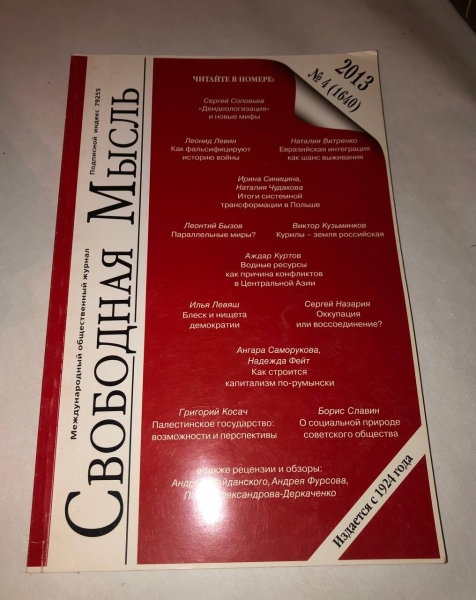 Подписной индекс 79255
Международный общественный журнал
Свободная Мысль
ЧИТАЙТЕ В НОМЕРЕ:
2013
№ 4 (1640)
Сергей Соловьев
«Деидеологизация»
и новые мифы
Леонид Левин
Как фальсифицируют
историю войны
Наталия Витренко
Евразийская интеграция
как шанс выживания
Ирина Синицина,
Наталия Чудакова
Итоги системной
трансформации в Польше
Леонтий Бызов
Параллельные миры?
Виктор Кузьминков
Курилы – земля российская
Аждар Куртов
Водные ресурсы
как причина конфликтов
в Центральной Азии
Илья Левяш
Блеск и нищета
демократии
Сергей Назария
Оккупация
или воссоединение?
Ангара Саморукова,
Надежда Фейт
Как строится
капитализм по-румынски
Григорий Косач
Палестинское государство:
возможности и перспективы
Борис Славин
О социальной природе
советского общества
также рецензии и обзоры:
Андрея Фурсова,
Издается с 1924 года